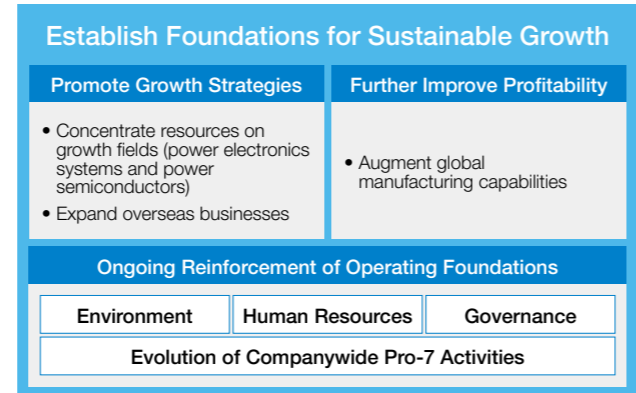 Establish Foundations for Sustainable Growth
Promote Growth Strategies
• Concentrate resources on
growth fields (power electronics
systems and power
semiconductors)
• Expand overseas businesses
Further Improve Profitability
• Augment global
manufacturing capabilities
Ongoing Reinforcement of Operating Foundations
Environment
Human Resources
Governance
Evolution of Companywide Pro-7 Activities